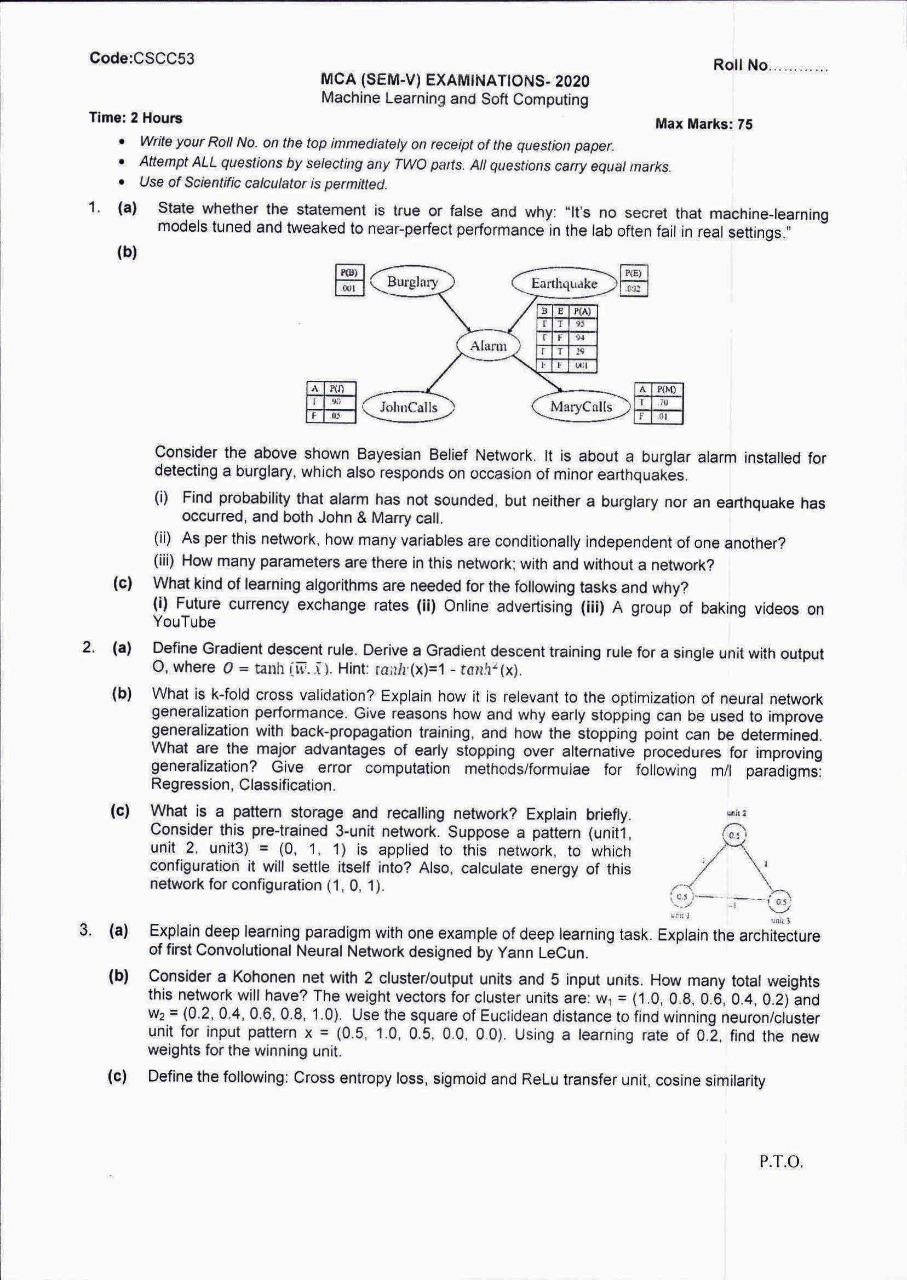 Code:CSCC53
Roll No............
MCA (SEM-V) EXAMINATIONS- 2020
Machine Learning and Soft Computing
Time: 2 Hours
Max Marks: 75
• Write your Roll No. on the top immediately on receipt of the question paper.
• Attempt ALL questions by selecting any TWO parts. All questions carry equal marks.
• Use of Scientific calculator is permitted.
1. (a) State whether the statement is true or false and why: "It's no secret that machine-learning
models tuned and tweaked to near-perfect performance in the lab often fail in real settings."
(b)
P(B)
001
Burglary
Earthquake
P(E)
.002
B E P(A)
T T 95
T F 94
T 29
F F 001
Alarm
A P(J)
T 90
F 05
JohnCalls
MaryCalls
A P(M)
T .70
F .01
Consider the above shown Bayesian Belief Network. It is about a burglar alarm installed for
detecting a burglary, which also responds on occasion of minor earthquakes.
(i) Find probability that alarm has not sounded, but neither a burglary nor an earthquake has
occurred, and both John & Marry call.
(ii) As per this network, how many variables are conditionally independent of one another?
(iii) How many parameters are there in this network; with and without a network?
(c) What kind of learning algorithms are needed for the following tasks and why?
(i) Future currency exchange rates (ii) Online advertising (iii) A group of baking videos on
YouTube
2. (a) Define Gradient descent rule. Derive a Gradient descent training rule for a single unit with output
O, where O = tanh (w̅. x̅). Hint: tanh'(x)=1 - tanh²(x).
(b) What is k-fold cross validation? Explain how it is relevant to the optimization of neural network
generalization performance. Give reasons how and why early stopping can be used to improve
generalization with back-propagation training, and how the stopping point can be determined.
What are the major advantages of early stopping over alternative procedures for improving
generalization? Give error computation methods/formulae for following m/l paradigms:
Regression, Classification.
(c) What is a pattern storage and recalling network? Explain briefly.
Consider this pre-trained 3-unit network. Suppose a pattern (unit1,
unit 2, unit3) = (0, 1, 1) is applied to this network, to which
configuration it will settle itself into? Also, calculate energy of this
network for configuration (1, 0, 1).
unit 2
0.5
1
0.5
-1
0.5
unit 3
3. (a) Explain deep learning paradigm with one example of deep learning task. Explain the architecture
of first Convolutional Neural Network designed by Yann LeCun.
(b) Consider a Kohonen net with 2 cluster/output units and 5 input units. How many total weights
this network will have? The weight vectors for cluster units are: w₁ = (1.0, 0.8, 0.6, 0.4, 0.2) and
w₂ = (0.2, 0.4, 0.6, 0.8, 1.0). Use the square of Euclidean distance to find winning neuron/cluster
unit for input pattern x = (0.5, 1.0, 0.5, 0.0, 0.0). Using a learning rate of 0.2, find the new
weights for the winning unit.
(c) Define the following: Cross entropy loss, sigmoid and ReLu transfer unit, cosine similarity
P.T.O.